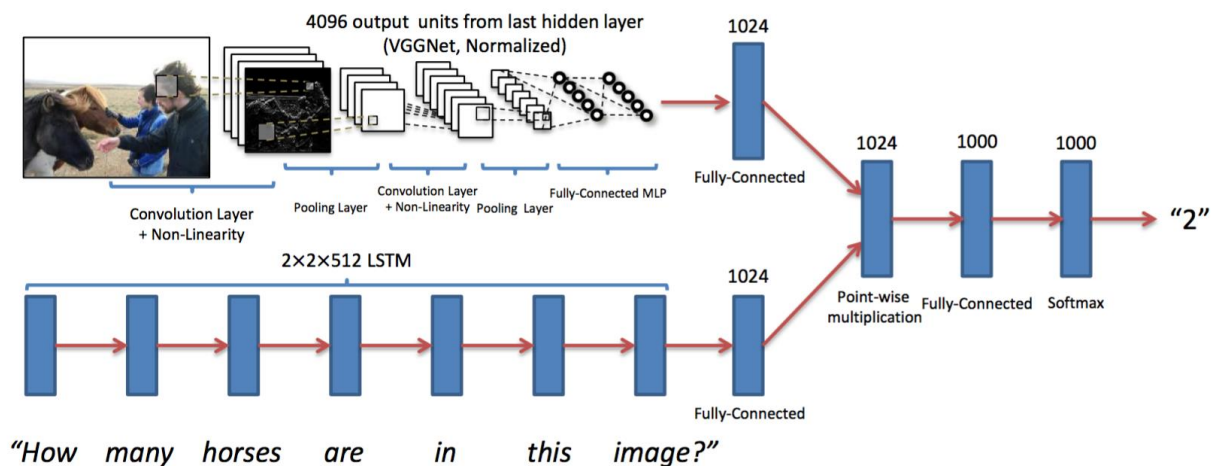 4096 output units from last hidden layer
(VGGNet, Normalized)
1024
Fully-Connected
Convolution Layer
+ Non-Linearity
Pooling Layer
Convolution Layer
+ Non-Linearity
Pooling Layer
Fully-Connected MLP
2×2×512 LSTM
1024
Fully-Connected
1024
Point-wise
multiplication
1000
Fully-Connected
1000
Softmax
“2”
“How many horses are in this image?”